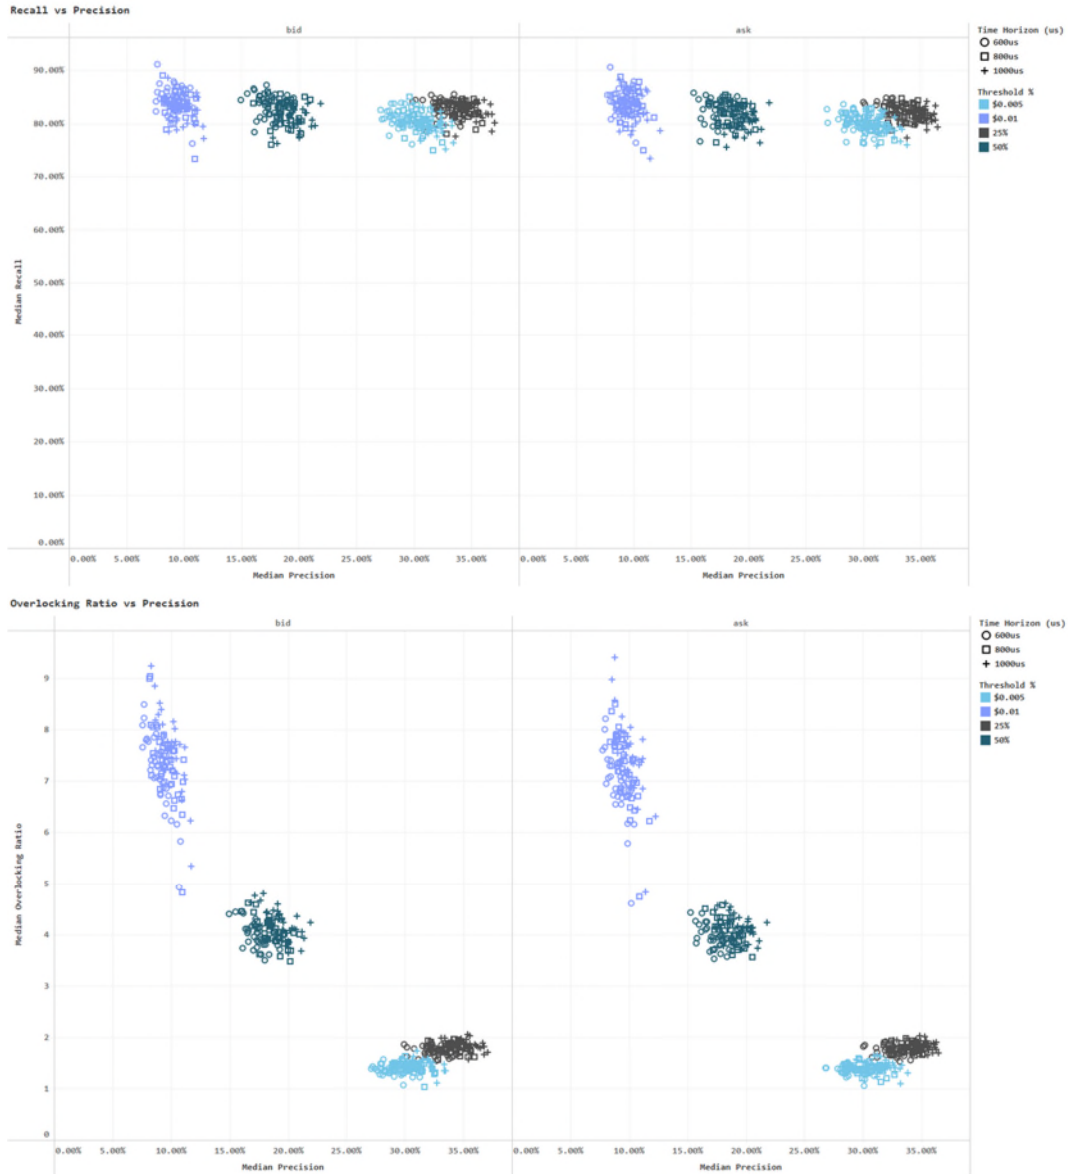 Recall vs Precision
bid
ask
Time Horizon (us)
600us
800us
1000us
Threshold %
$0.005
$0.01
25%
50%
Median Recall
90.00%
80.00%
70.00%
60.00%
50.00%
40.00%
30.00%
20.00%
10.00%
0.00%
0.00% 5.00% 10.00% 15.00% 20.00% 25.00% 30.00% 35.00% 0.00% 5.00% 10.00% 15.00% 20.00% 25.00% 30.00% 35.00%
Median Precision
Median Precision
Overlocking Ratio vs Precision
bid
ask
Time Horizon (us)
600us
800us
1000us
Threshold %
$0.005
$0.01
25%
50%
Median Overlocking Ratio
9
8
7
6
5
4
3
2
1
0
0.00% 5.00% 10.00% 15.00% 20.00% 25.00% 30.00% 35.00% 0.00% 5.00% 10.00% 15.00% 20.00% 25.00% 30.00% 35.00%
Median Precision
Median Precision